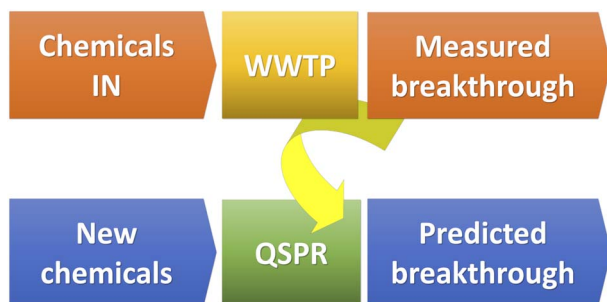 Chemicals
IN
WWTP
Measured
breakthrough
New
chemicals
QSPR
Predicted
breakthrough